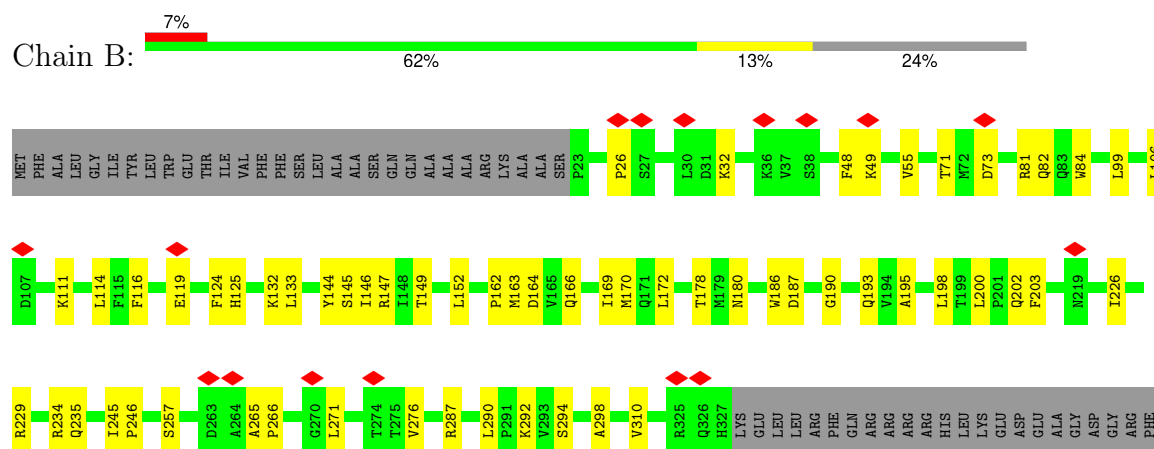 7%
Chain B:
62% 13% 24%
MET PHE ALA LEU GLY ILE TYR LEU TRP GLU THR ILE VAL PHE PHE SER LEU ALA ALA SER GLN GLN ALA ALA ALA ARG LYS ALA ALA SER P23 P26 S27 L30 D31 K32 K36 V37 S38 F48 K49 V55 T71 M72 D73 R81 Q82 Q83 W84 L99
D107 K111 L114 F115 F116 E119 F124 H125 K132 L133 Y144 S145 I146 R147 I148 T149 L152 P162 M163 D164 V165 Q166 I169 M170 Q171 L172 T178 M179 N180 W186 D187 G190 Q193 V194 A195 L198 T199 L200 P201 Q202 F203 N219 I226
R229 R234 Q235 I245 P246 S257 D263 A264 A265 P266 G270 L271 T274 T275 V276 R287 L290 P291 K292 V293 S294 A298 V310 R325 Q326 H327 LYS GLU LEU LEU ARG PHE GLN ARG ARG ARG ARG HIS LEU LYS GLU ASP GLU ALA GLY ASP GLY ARG PHE